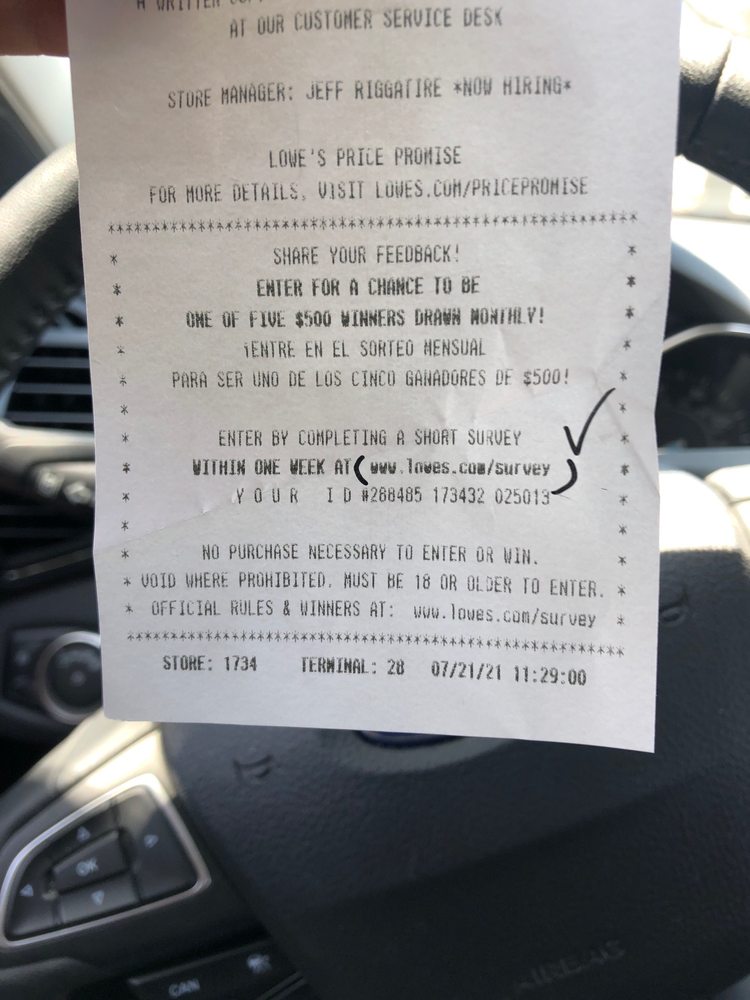 A WRITTEN
AT OUR CUSTOMER SERVICE DESK
STORE MANAGER: JEFF RIGGATIRE *NOW HIRING*
LOWE'S PRICE PROMISE
FOR MORE DETAILS, VISIT LOWES.COM/PRICEPROMISE
************************************************
* SHARE YOUR FEEDBACK! *
* ENTER FOR A CHANCE TO BE *
* ONE OF FIVE $500 WINNERS DRAWN MONTHLY! *
* ¡ENTRE EN EL SORTEO MENSUAL *
* PARA SER UNO DE LOS CINCO GANADORES DE $500! *
* *
* ENTER BY COMPLETING A SHORT SURVEY *
* WITHIN ONE WEEK AT (www.lowes.com/survey) *
* Y O U R I D #288485 173432 025013 *
* *
* NO PURCHASE NECESSARY TO ENTER OR WIN. *
* VOID WHERE PROHIBITED. MUST BE 18 OR OLDER TO ENTER. *
* OFFICIAL RULES & WINNERS AT: www.lowes.com/survey *
************************************************
STORE: 1734 TERMINAL: 28 07/21/21 11:29:00
OK
CAN
AIRBAG